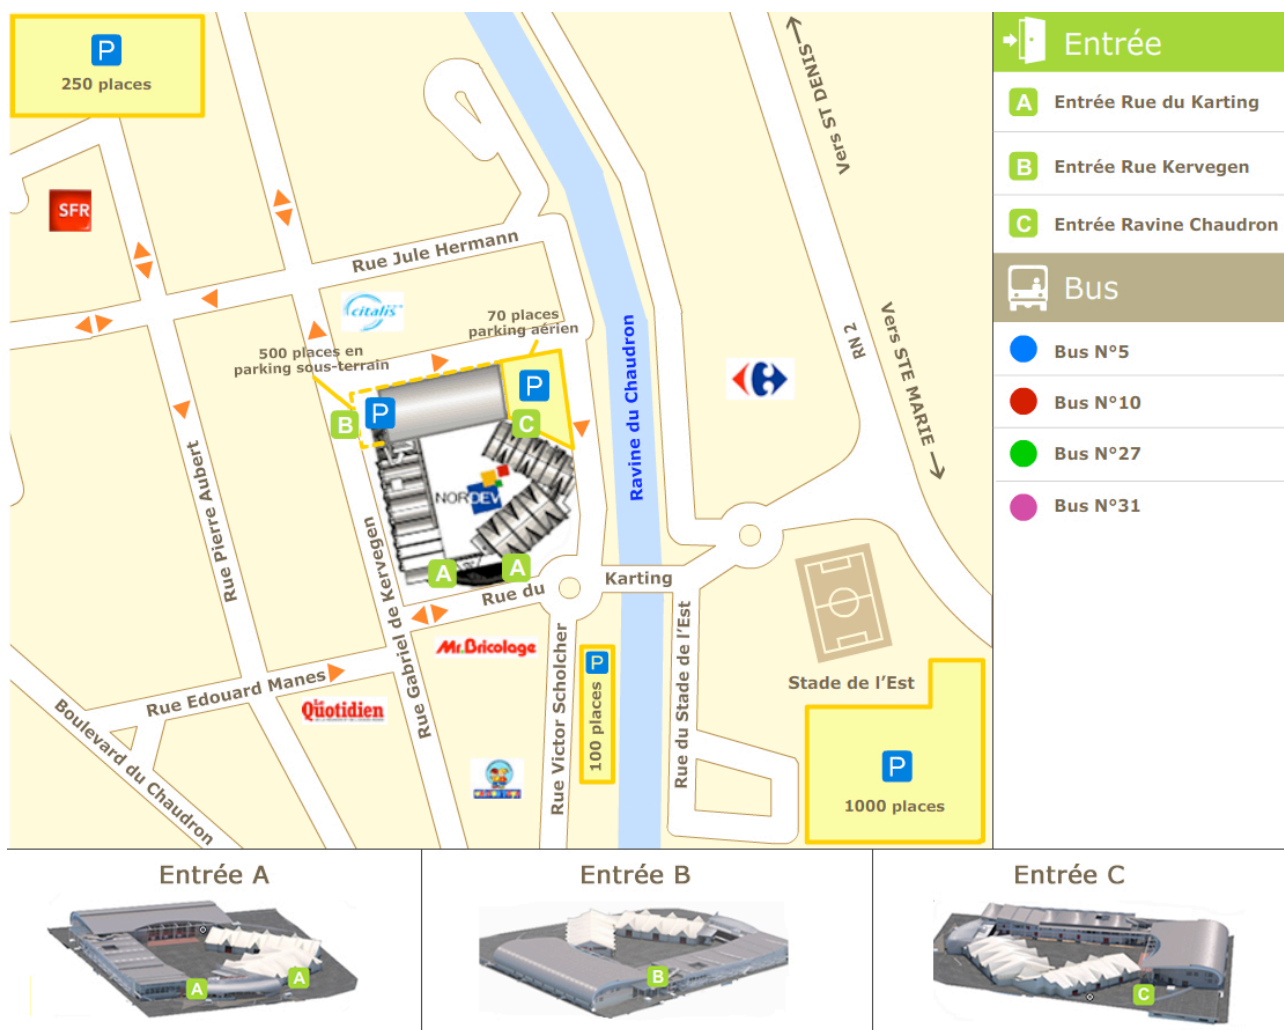 P
250 places
SFR
Rue Jule Hermann
citalis
70 places
parking aérien
500 places en
parking sous-terrain
P
P
B
C
NORDEV
A
A
Rue Pierre Aubert
Rue Gabriel de Kervegen
Rue du
Karting
Ravine du Chaudron
Vers ST DENIS
RN 2
Vers STE MARIE
Mr.Bricolage
Rue Edouard Manes
le Quotidien
Boulevard du Chaudron
Rue Victor Scholcher
P
100 places
Rue du Stade de l'Est
Stade de l'Est
P
1000 places
Entrée
A Entrée Rue du Karting
B Entrée Rue Kervegen
C Entrée Ravine Chaudron
Bus
Bus N°5
Bus N°10
Bus N°27
Bus N°31
Entrée A
A
A
Entrée B
B
Entrée C
C